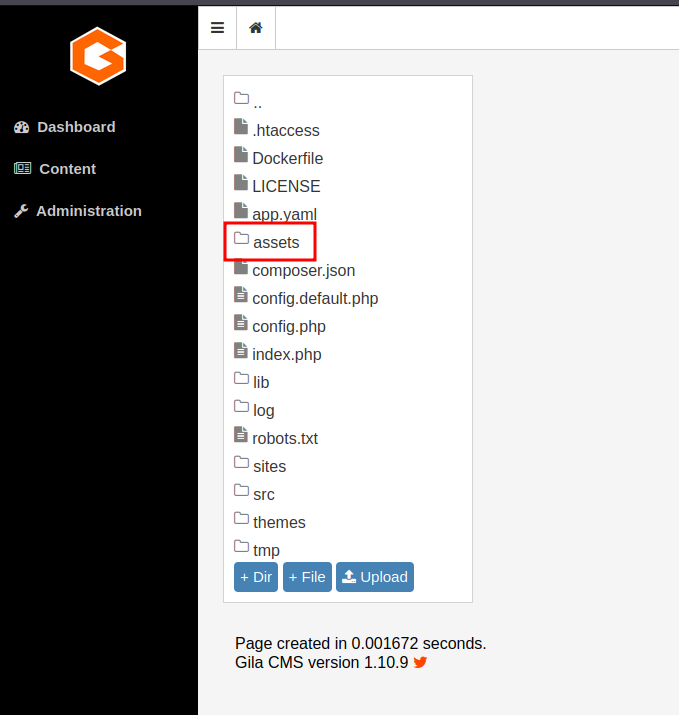 Dashboard
Content
Administration
..
.htaccess
Dockerfile
LICENSE
app.yaml
assets
composer.json
config.default.php
config.php
index.php
lib
log
robots.txt
sites
src
themes
tmp
+ Dir + File Upload
Page created in 0.001672 seconds.
Gila CMS version 1.10.9